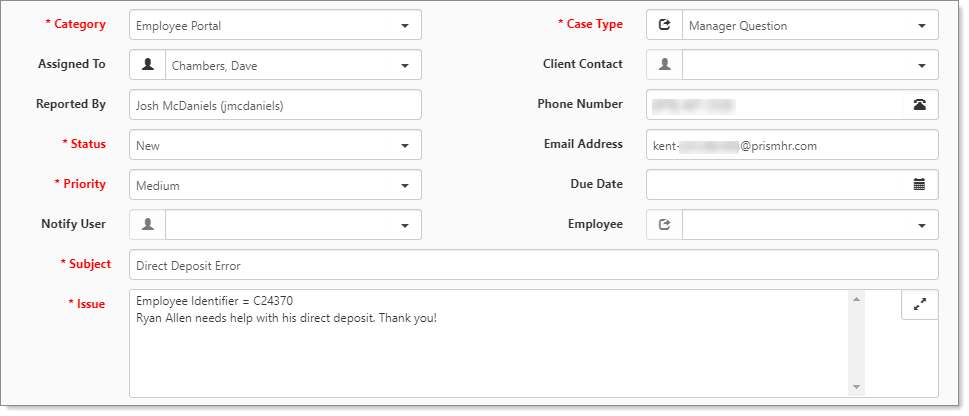 * Category Employee Portal * Case Type Manager Question
Assigned To Chambers, Dave Client Contact
Reported By Josh McDaniels (jmcdaniels) Phone Number
* Status New Email Address kent- @prismhr.com
* Priority Medium Due Date
Notify User Employee
* Subject Direct Deposit Error
* Issue Employee Identifier = C24370
Ryan Allen needs help with his direct deposit. Thank you!